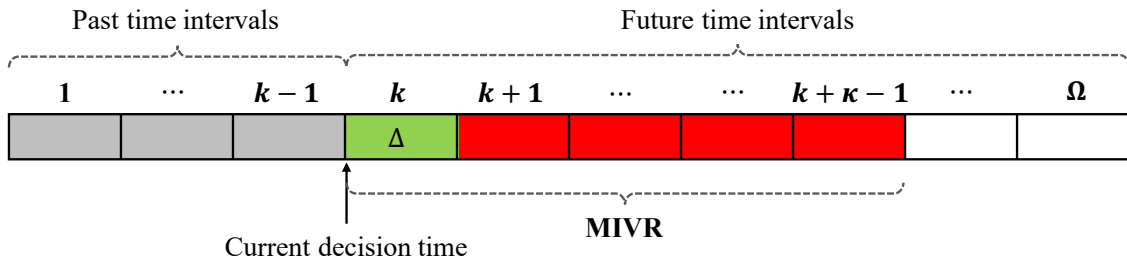 Past time intervals
Future time intervals
1 ⋯ k − 1 k k + 1 ⋯ ⋯ k + κ − 1 ⋯ Ω
Δ
MIVR
Current decision time